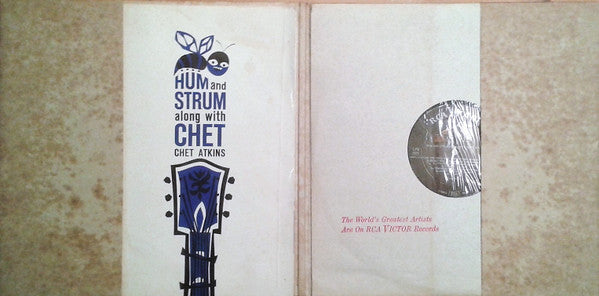 HUM and
STRUM
along with
CHET
CHET ATKINS
The World's Greatest Artists
Are On RCA VICTOR Records